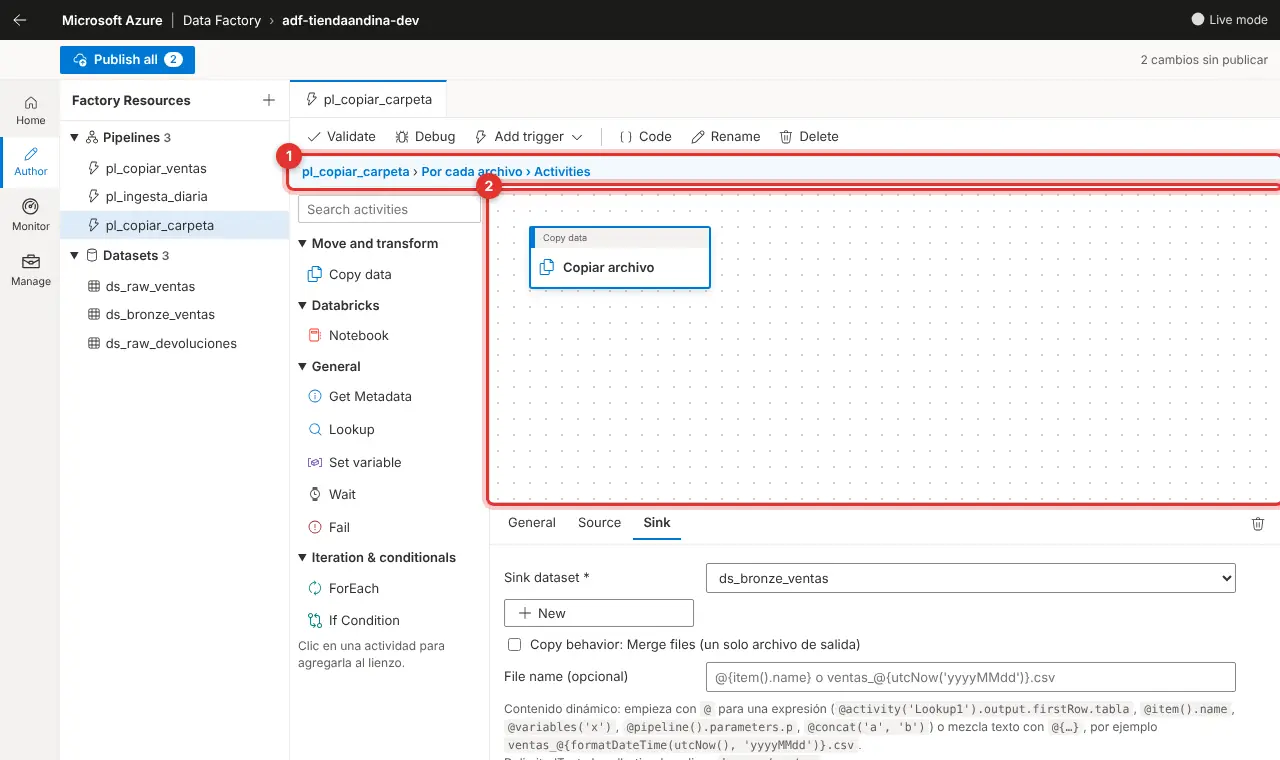 Microsoft Azure | Data Factory › adf-tiendaandina-dev
Live mode
Publish all 2
2 cambios sin publicar
Home
Author
Monitor
Manage
Factory Resources
Pipelines 3
pl_copiar_ventas
pl_ingesta_diaria
pl_copiar_carpeta
Datasets 3
ds_raw_ventas
ds_bronze_ventas
ds_raw_devoluciones
pl_copiar_carpeta
Validate
Debug
Add trigger
Code
Rename
Delete
1
pl_copiar_carpeta › Por cada archivo › Activities
2
Search activities
Move and transform
Copy data
Databricks
Notebook
General
Get Metadata
Lookup
Set variable
Wait
Fail
Iteration & conditionals
ForEach
If Condition
Clic en una actividad para
agregarla al lienzo.
Copy data
Copiar archivo
General
Source
Sink
Sink dataset *
ds_bronze_ventas
New
Copy behavior: Merge files (un solo archivo de salida)
File name (opcional)
@{item().name} o ventas_@{utcNow('yyyyMMdd')}.csv
Contenido dinámico: empieza con @ para una expresión ( @activity('Lookup1').output.firstRow.tabla , @item().name ,
@variables('x') , @pipeline().parameters.p , @concat('a', 'b') ) o mezcla texto con @{…} , por ejemplo
ventas_@{formatDateTime(utcNow(), 'yyyyMMdd')}.csv .